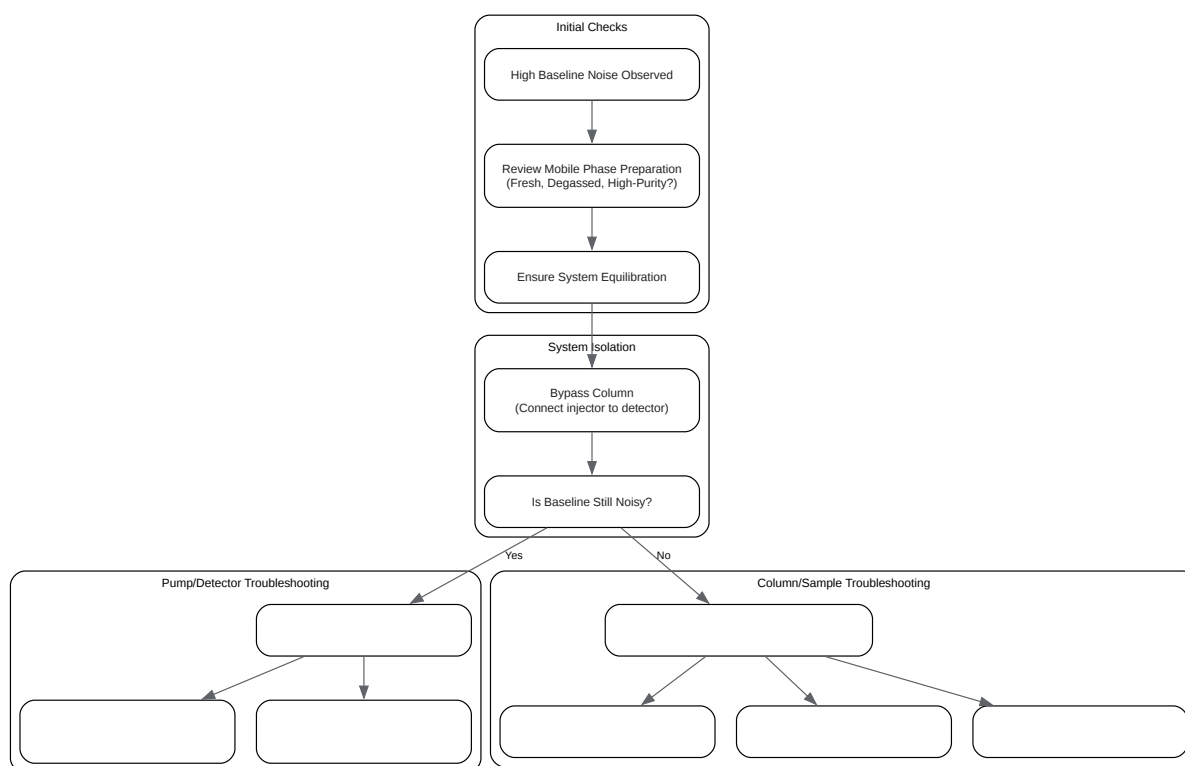 Initial Checks
High Baseline Noise Observed
Review Mobile Phase Preparation
(Fresh, Degassed, High-Purity?)
Ensure System Equilibration
System Isolation
Bypass Column
(Connect injector to detector)
Is Baseline Still Noisy?
Yes
No
Pump/Detector Troubleshooting
Column/Sample Troubleshooting